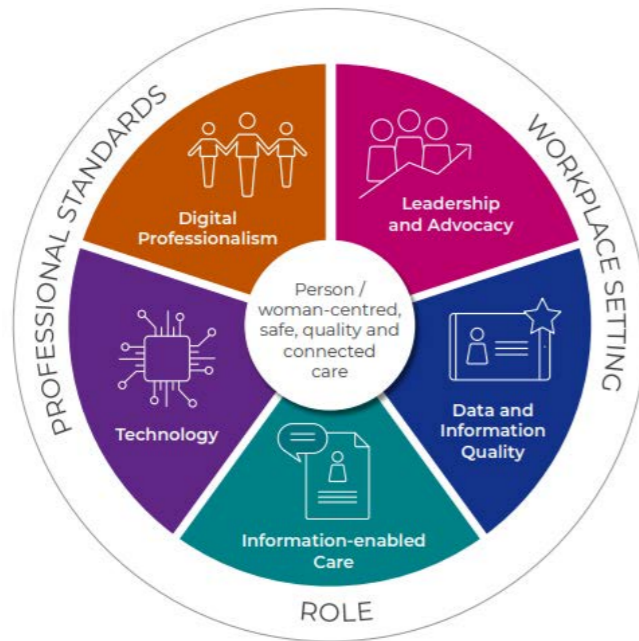 PROFESSIONAL STANDARDS
WORKPLACE SETTING
Digital
Professionalism
Leadership
and Advocacy
Person /
woman-centred,
safe, quality and
connected
care
Technology
Data and
Information
Quality
Information-enabled
Care
ROLE